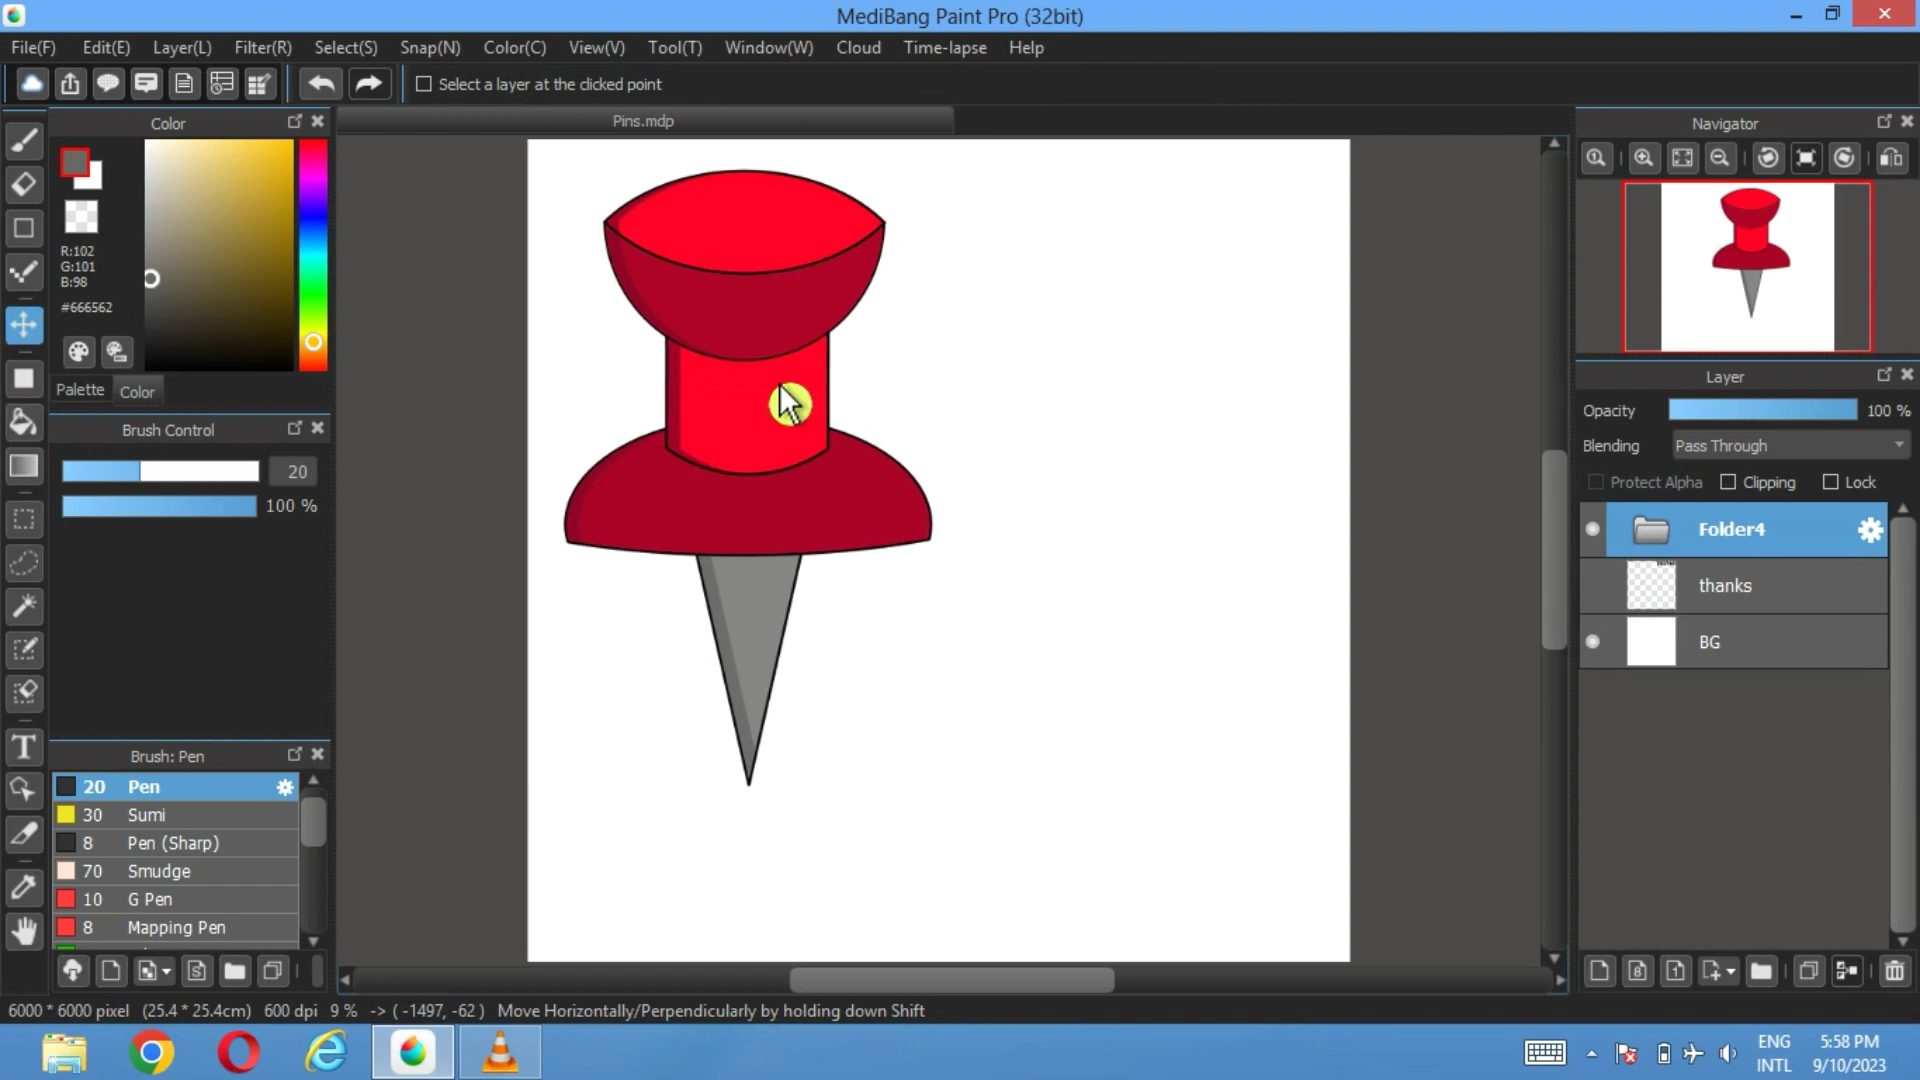 MediBang Paint Pro (32bit)
File(F) Edit(E) Layer(L) Filter(R) Select(S) Snap(N) Color(C) View(V) Tool(T) Window(W) Cloud Time-lapse Help
Select a layer at the clicked point
Color
R:102
G:101
B:98
#666562
Palette Color
Brush Control
20
100 %
Brush: Pen
20 Pen
30 Sumi
8 Pen (Sharp)
70 Smudge
10 G Pen
8 Mapping Pen
Pins.mdp
Navigator
Layer
Opacity 100 %
Blending Pass Through
Protect Alpha Clipping Lock
Folder4
thanks
BG
6000 * 6000 pixel (25.4 * 25.4cm) 600 dpi 9 % -> ( -1497, -62 ) Move Horizontally/Perpendicularly by holding down Shift
ENG 5:58 PM
INTL 9/10/2023